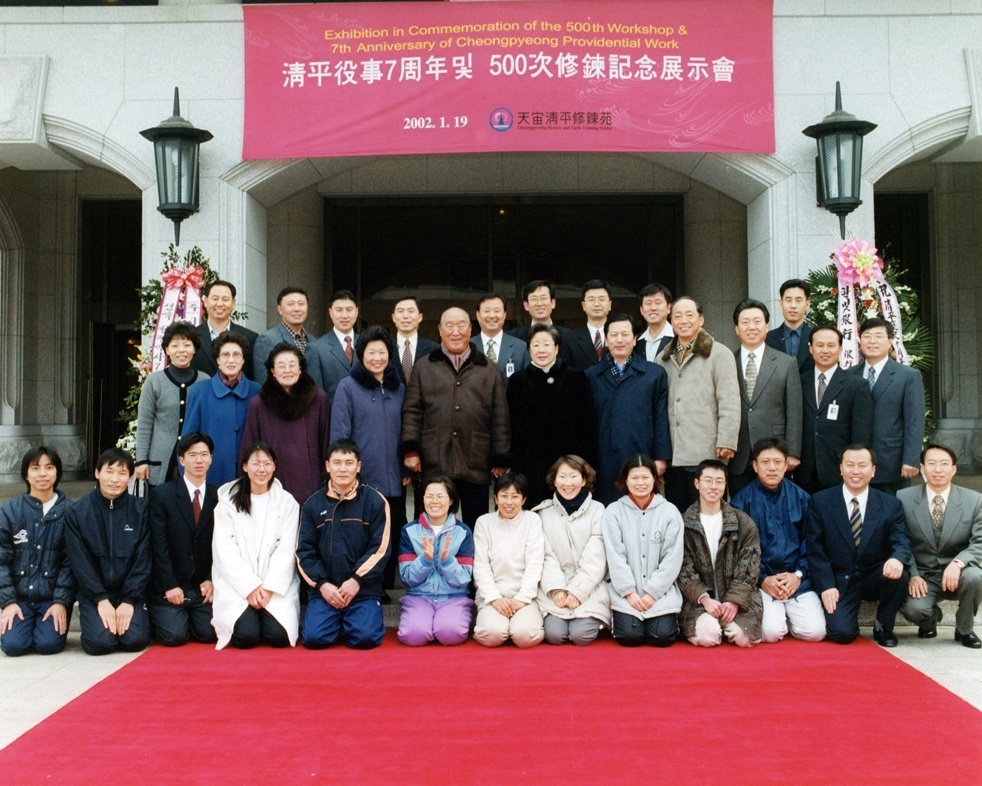 Exhibition in Commemoration of the 500th Workshop &
7th Anniversary of Cheongpyeong Providential Work
淸平役事7周年및 500次修鍊記念展示會
2002. 1. 19
天宙淸平修鍊苑